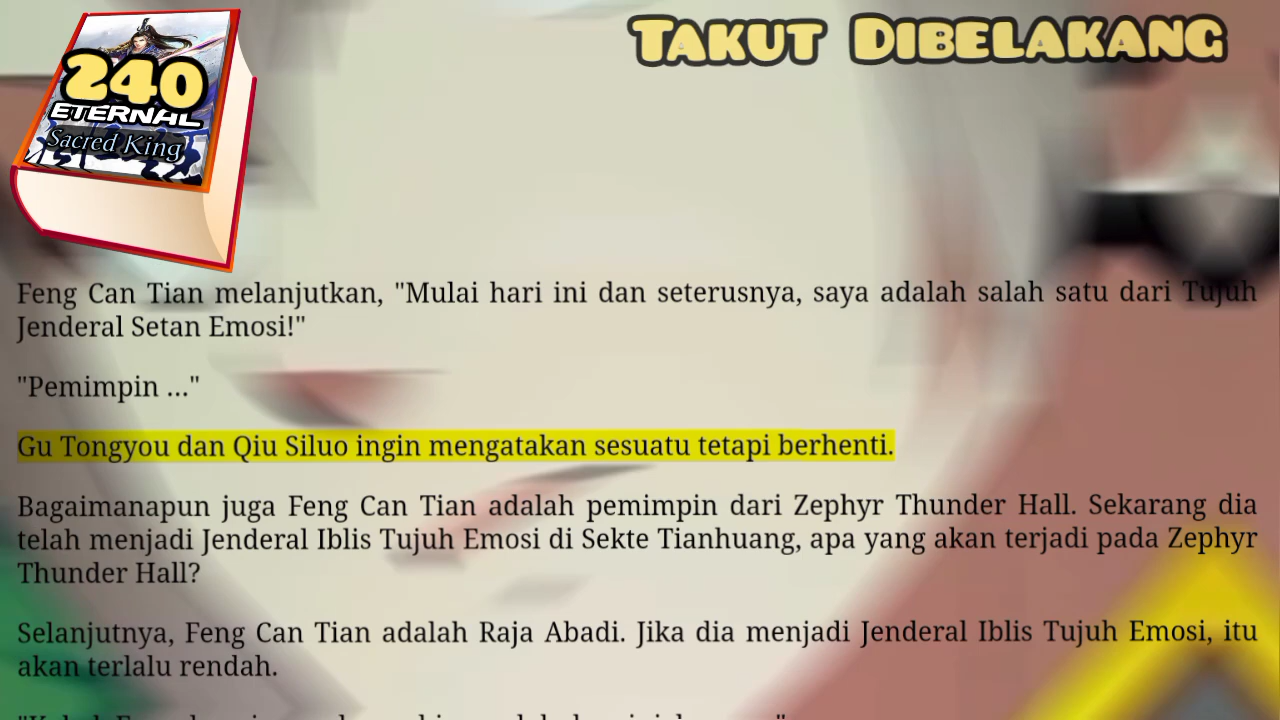 TAKUT DIBELAKANG
240
ETERNAL
Sacred King
Feng Can Tian melanjutkan, "Mulai hari ini dan seterusnya, saya adalah salah satu dari Tujuh
Jenderal Setan Emosi!"
"Pemimpin ..."
Gu Tongyou dan Qiu Siluo ingin mengatakan sesuatu tetapi berhenti.
Bagaimanapun juga Feng Can Tian adalah pemimpin dari Zephyr Thunder Hall. Sekarang dia
telah menjadi Jenderal Iblis Tujuh Emosi di Sekte Tianhuang, apa yang akan terjadi pada Zephyr
Thunder Hall?
Selanjutnya, Feng Can Tian adalah Raja Abadi. Jika dia menjadi Jenderal Iblis Tujuh Emosi, itu
akan terlalu rendah.